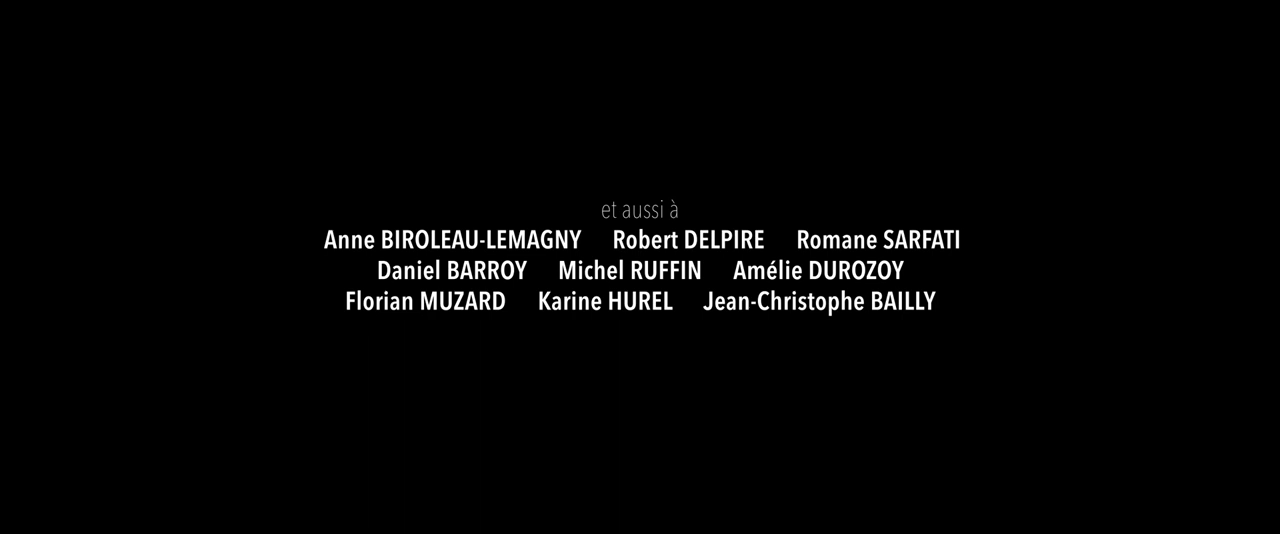 et aussi à
Anne BIROLEAU-LEMAGNY Robert DELPIRE Romane SARFATI
Daniel BARROY Michel RUFFIN Amélie DUROZOY
Florian MUZARD Karine HUREL Jean-Christophe BAILLY